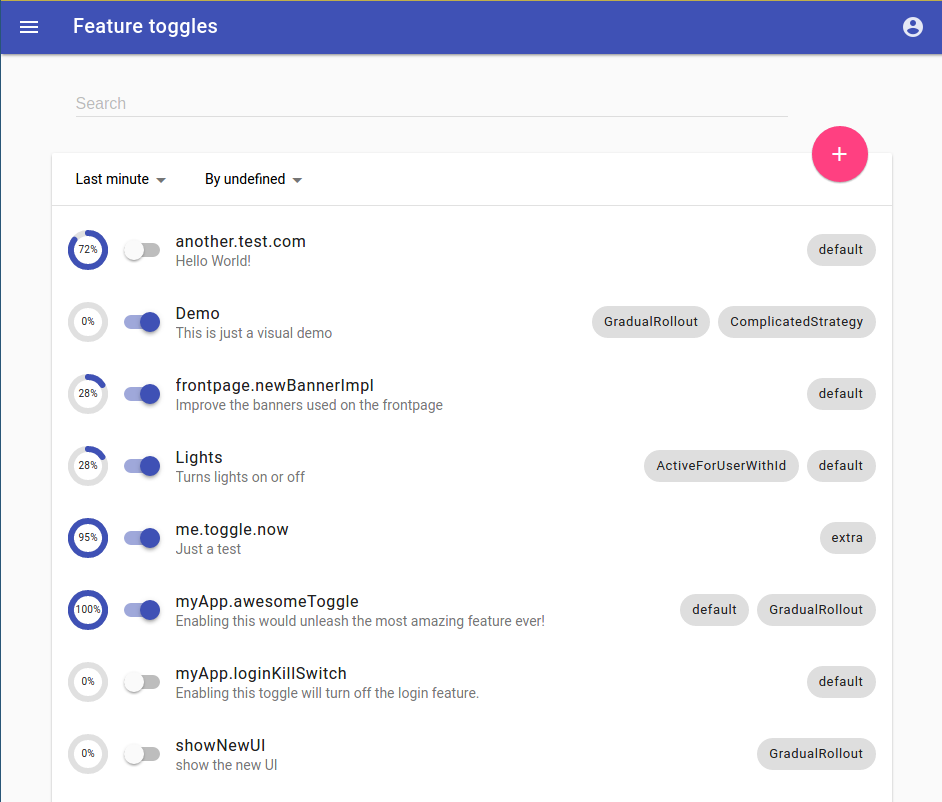 Feature toggles
Search
+
Last minute By undefined
72% another.test.com default
Hello World!
0% Demo GradualRollout ComplicatedStrategy
This is just a visual demo
28% frontpage.newBannerImpl default
Improve the banners used on the frontpage
28% Lights ActiveForUserWithId default
Turns lights on or off
95% me.toggle.now extra
Just a test
100% myApp.awesomeToggle default GradualRollout
Enabling this would unleash the most amazing feature ever!
0% myApp.loginKillSwitch default
Enabling this toggle will turn off the login feature.
0% showNewUI GradualRollout
show the new UI